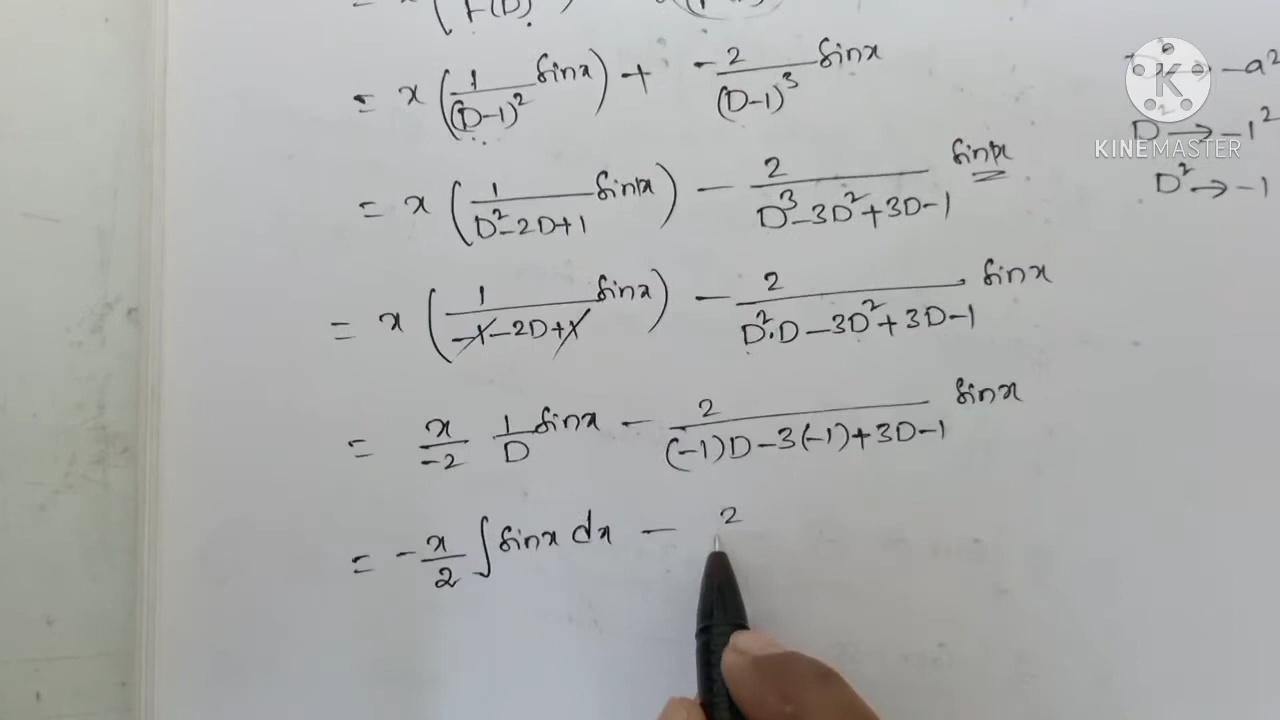 = x ( 1/(D-1)² sinx ) + -2/(D-1)³ sinx
= x ( 1/(D²-2D+1) sinx ) - 2/(D³-3D²+3D-1) sinx
= x ( 1/(-1-2D+1) sinx ) - 2/(D²·D-3D²+3D-1) sinx
= x/-2 1/D sinx - 2/((-1)D-3(-1)+3D-1) sinx
= -x/2 ∫ sinx dx - 2
→ -a²
D² → -1²
D² → -1
K
KINEMASTER